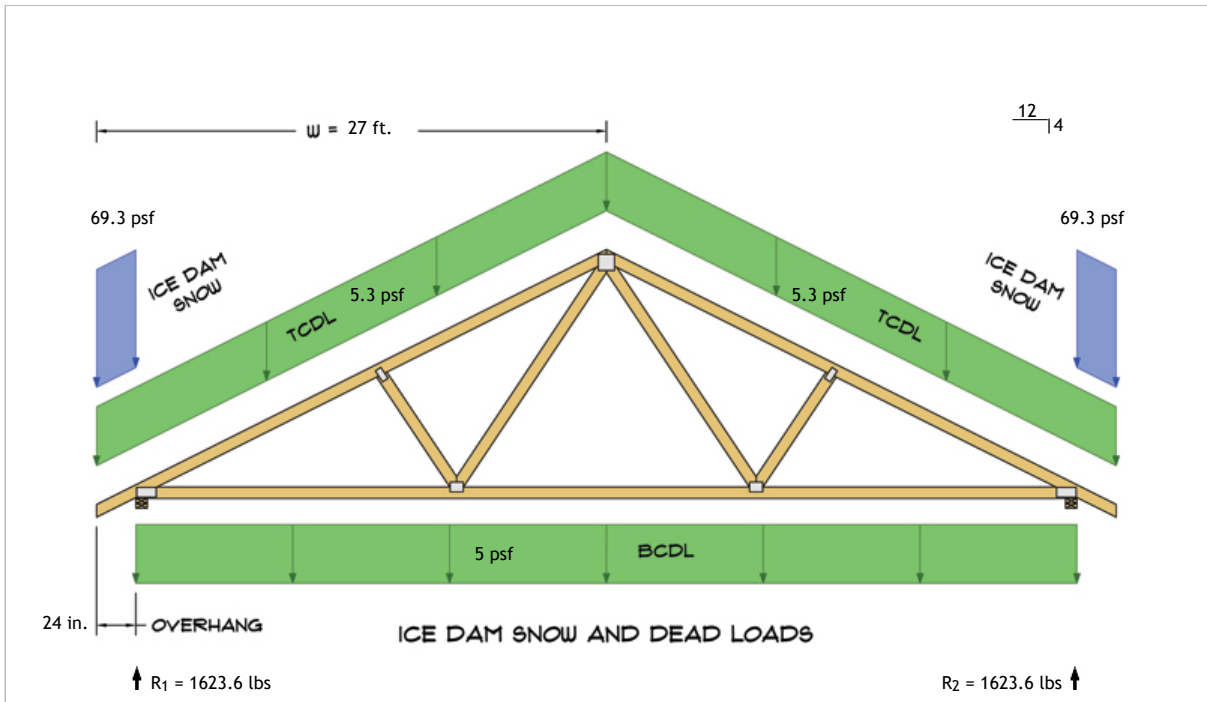 W = 27 ft.
12
4
69.3 psf
69.3 psf
ICE DAM
SNOW
ICE DAM
SNOW
5.3 psf
5.3 psf
TCDL
TCDL
5 psf
BCDL
24 in.
OVERHANG
ICE DAM SNOW AND DEAD LOADS
R1 = 1623.6 lbs
R2 = 1623.6 lbs